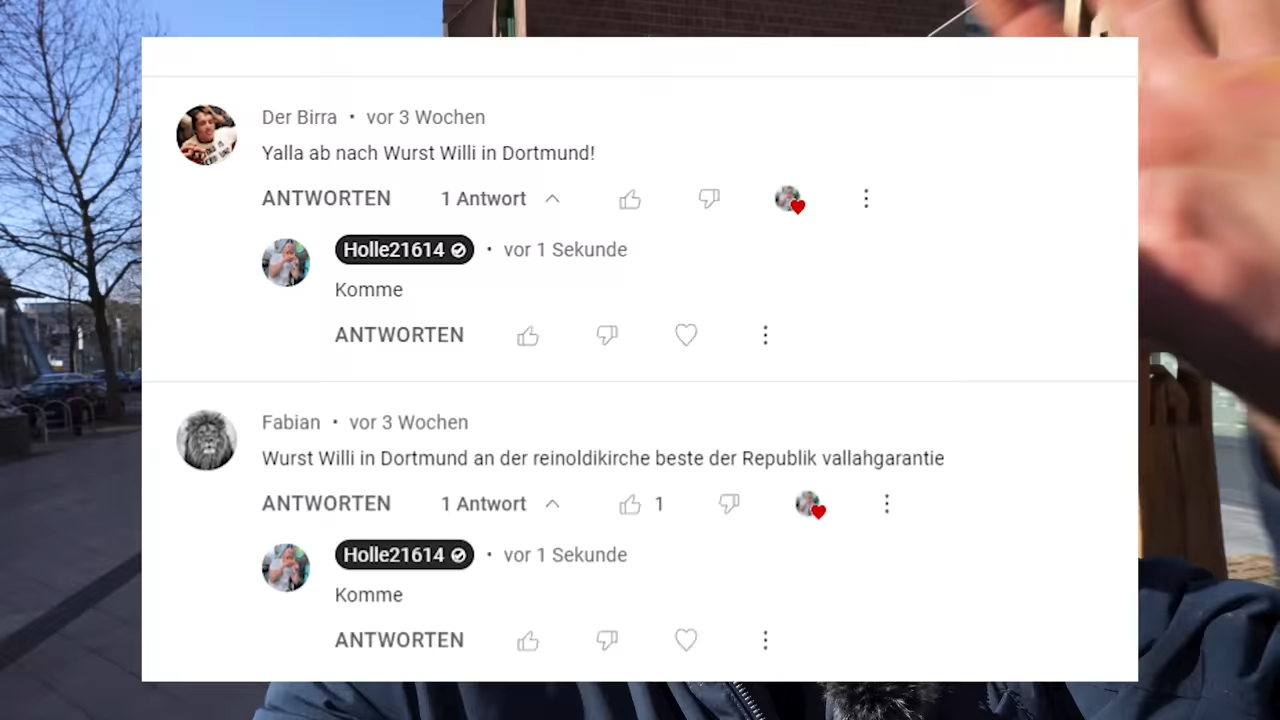 Der Birra • vor 3 Wochen
Yalla ab nach Wurst Willi in Dortmund!
ANTWORTEN 1 Antwort
Holle21614 • vor 1 Sekunde
Komme
ANTWORTEN
Fabian • vor 3 Wochen
Wurst Willi in Dortmund an der reinoldikirche beste der Republik vallahgarantie
ANTWORTEN 1 Antwort 1
Holle21614 • vor 1 Sekunde
Komme
ANTWORTEN